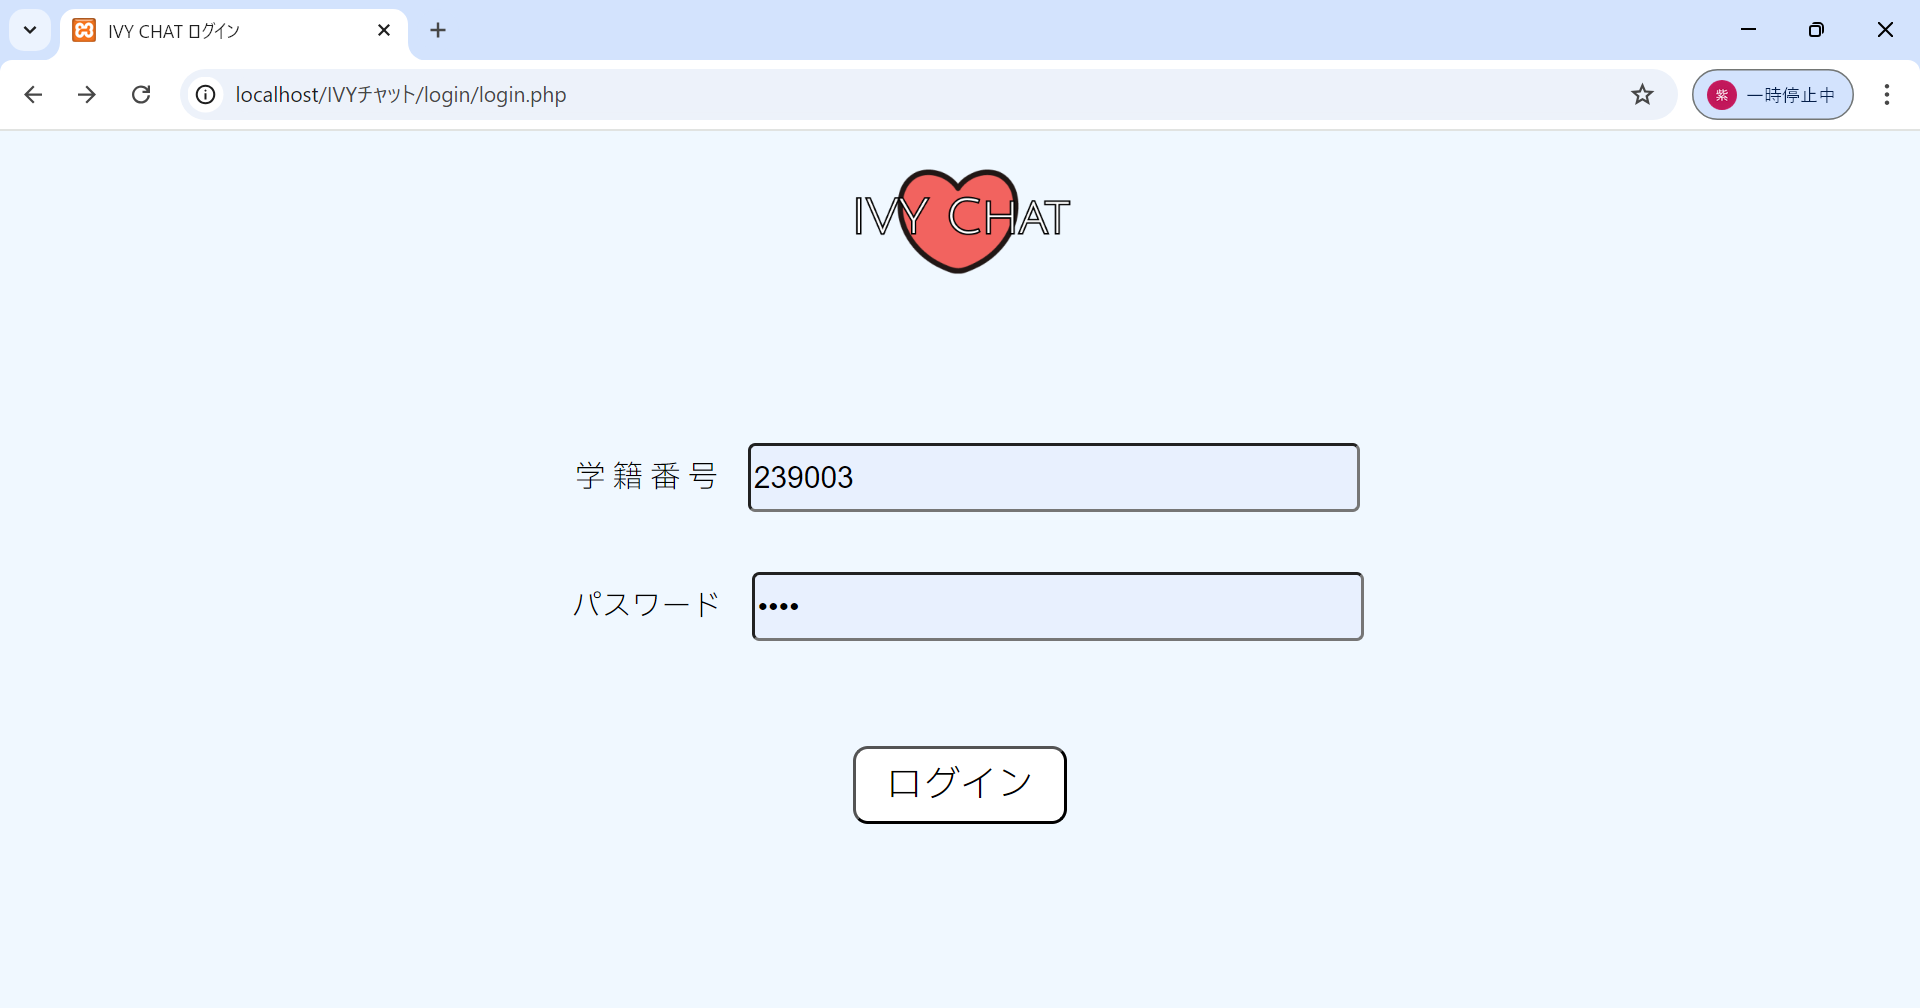 IVY CHAT ログイン
localhost/IVYチャット/login/login.php
紫 一時停止中
IVY CHAT
学籍番号 239003
パスワード ••••
ログイン